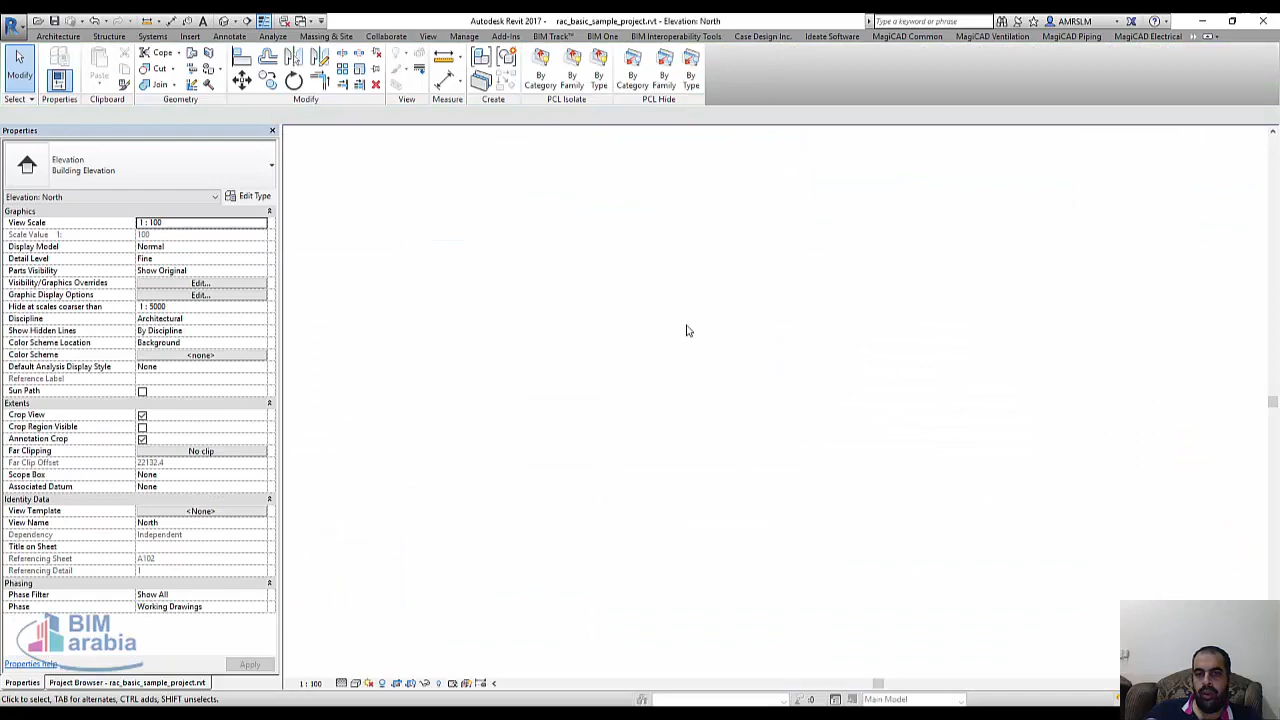 Autodesk Revit 2017 - rac_basic_sample_project.rvt - Elevation: North
Type a keyword or phrase
AMRSLM
Architecture Structure Systems Insert Annotate Analyze Massing & Site Collaborate View Manage Add-Ins BIM Track™ BIM One BIM Interoperability Tools Case Design Inc. Ideate Software MagiCAD Common MagiCAD Ventilation MagiCAD Piping MagiCAD Electrical
Modify
Paste
Cope
Cut
Join
By Category
By Family
By Type
By Category
By Family
By Type
Select Properties Clipboard Geometry Modify View Measure Create PCL Isolate PCL Hide
Properties
Elevation
Building Elevation
Elevation: North
Edit Type
Graphics
View Scale 1 : 100
Scale Value 1: 100
Display Model Normal
Detail Level Fine
Parts Visibility Show Original
Visibility/Graphics Overrides Edit...
Graphic Display Options Edit...
Hide at scales coarser than 1 : 5000
Discipline Architectural
Show Hidden Lines By Discipline
Color Scheme Location Background
Color Scheme <none>
Default Analysis Display Style None
Reference Label
Sun Path
Extents
Crop View
Crop Region Visible
Annotation Crop
Far Clipping No clip
Far Clip Offset 22132.4
Scope Box None
Associated Datum None
Identity Data
View Template <None>
View Name North
Dependency Independent
Title on Sheet
Referencing Sheet A102
Referencing Detail 1
Phasing
Phase Filter Show All
Phase Working Drawings
BIM
arabia
Properties help
Apply
Properties
Project Browser - rac_basic_sample_project.rvt
1 : 100
Click to select, TAB for alternates, CTRL adds, SHIFT unselects.
:0
Main Model